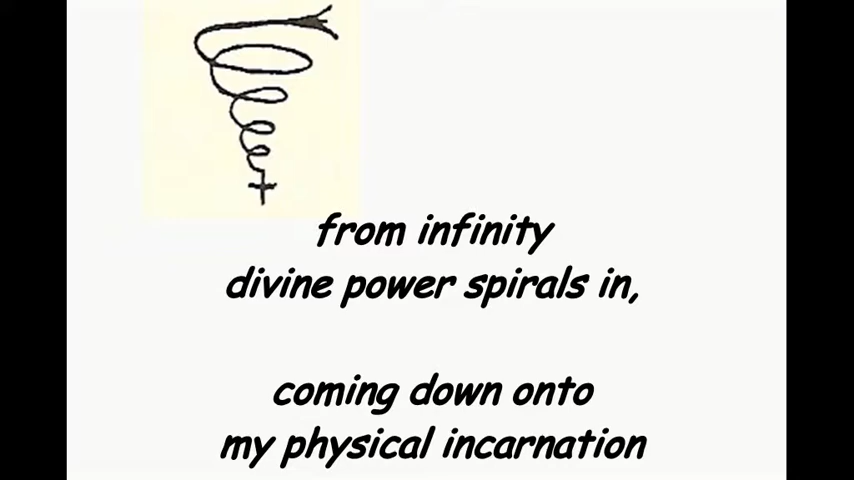 from infinity
divine power spirals in,
coming down onto
my physical incarnation